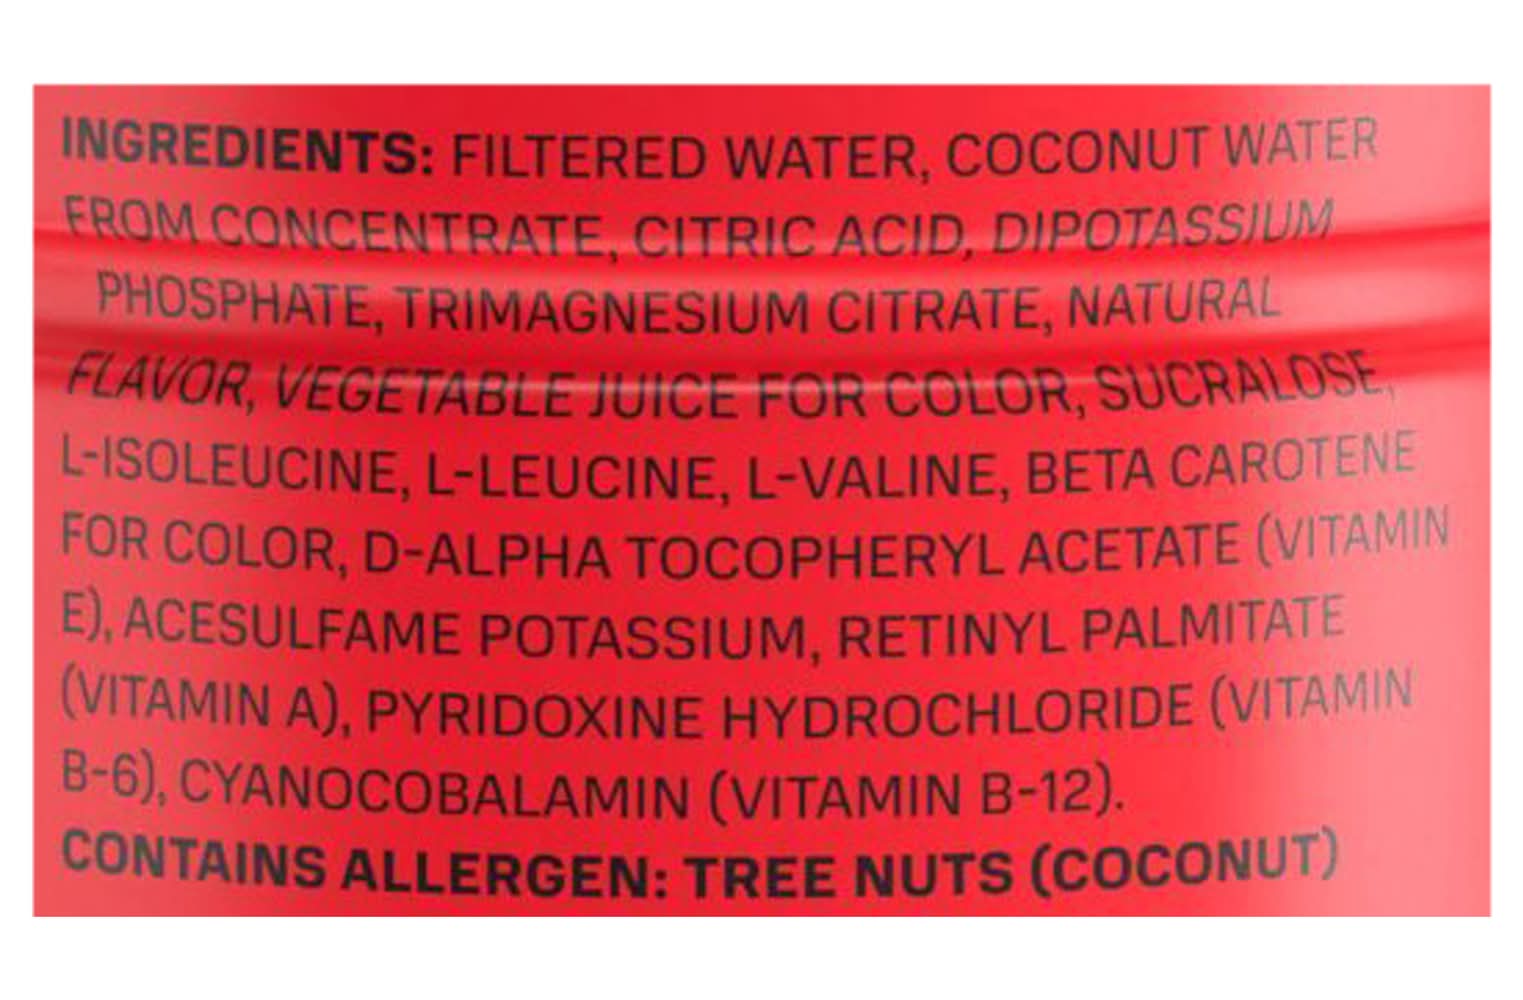 INGREDIENTS: FILTERED WATER, COCONUT WATER
FROM CONCENTRATE, CITRIC ACID, DIPOTASSIUM
PHOSPHATE, TRIMAGNESIUM CITRATE, NATURAL
FLAVOR, VEGETABLE JUICE FOR COLOR, SUCRALOSE,
L-ISOLEUCINE, L-LEUCINE, L-VALINE, BETA CAROTENE
FOR COLOR, D-ALPHA TOCOPHERYL ACETATE (VITAMIN
E), ACESULFAME POTASSIUM, RETINYL PALMITATE
(VITAMIN A), PYRIDOXINE HYDROCHLORIDE (VITAMIN
B-6), CYANOCOBALAMIN (VITAMIN B-12).
CONTAINS ALLERGEN: TREE NUTS (COCONUT)